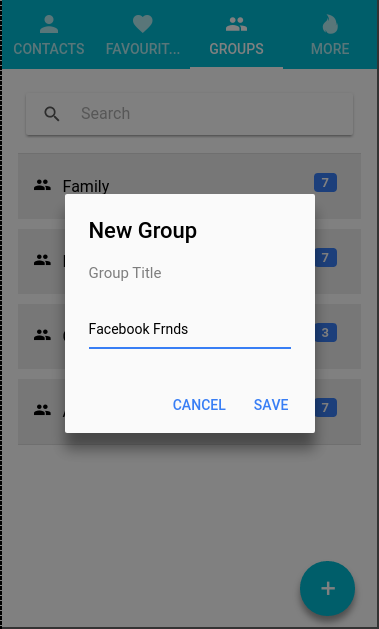 CONTACTS FAVOURIT... GROUPS MORE
Search
Family 7
7
3
7
New Group
Group Title
Facebook Frnds
CANCEL SAVE